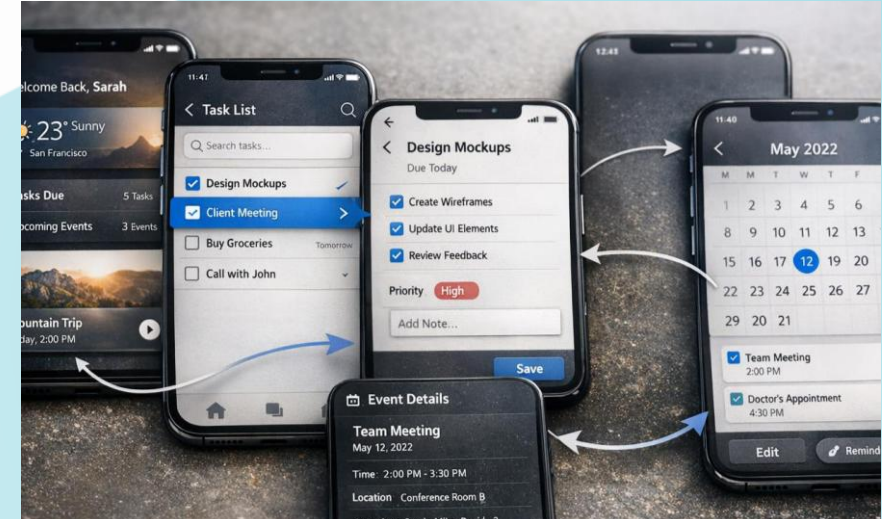 elcome Back, Sarah
23° Sunny
San Francisco
sks Due 5 Tasks
coming Events 3 Events
ountain Trip
day, 2:00 PM
11:47
Task List
Search tasks...
Design Mockups
Client Meeting
Buy Groceries Tomorrow
Call with John
Design Mockups
Due Today
Create Wireframes
Update UI Elements
Review Feedback
Priority High
Add Note...
Save
Event Details
Team Meeting
May 12, 2022
Time: 2:00 PM - 3:30 PM
Location Conference Room B
12:41
11:40
May 2022
M M T W T F
1 2 3 4 5 6
8 9 10 11 12 13
15 16 17 12 19 20
22 23 24 25 26 27
29 20 21
Team Meeting
2:00 PM
Doctor's Appointment
4:30 PM
Edit Remind